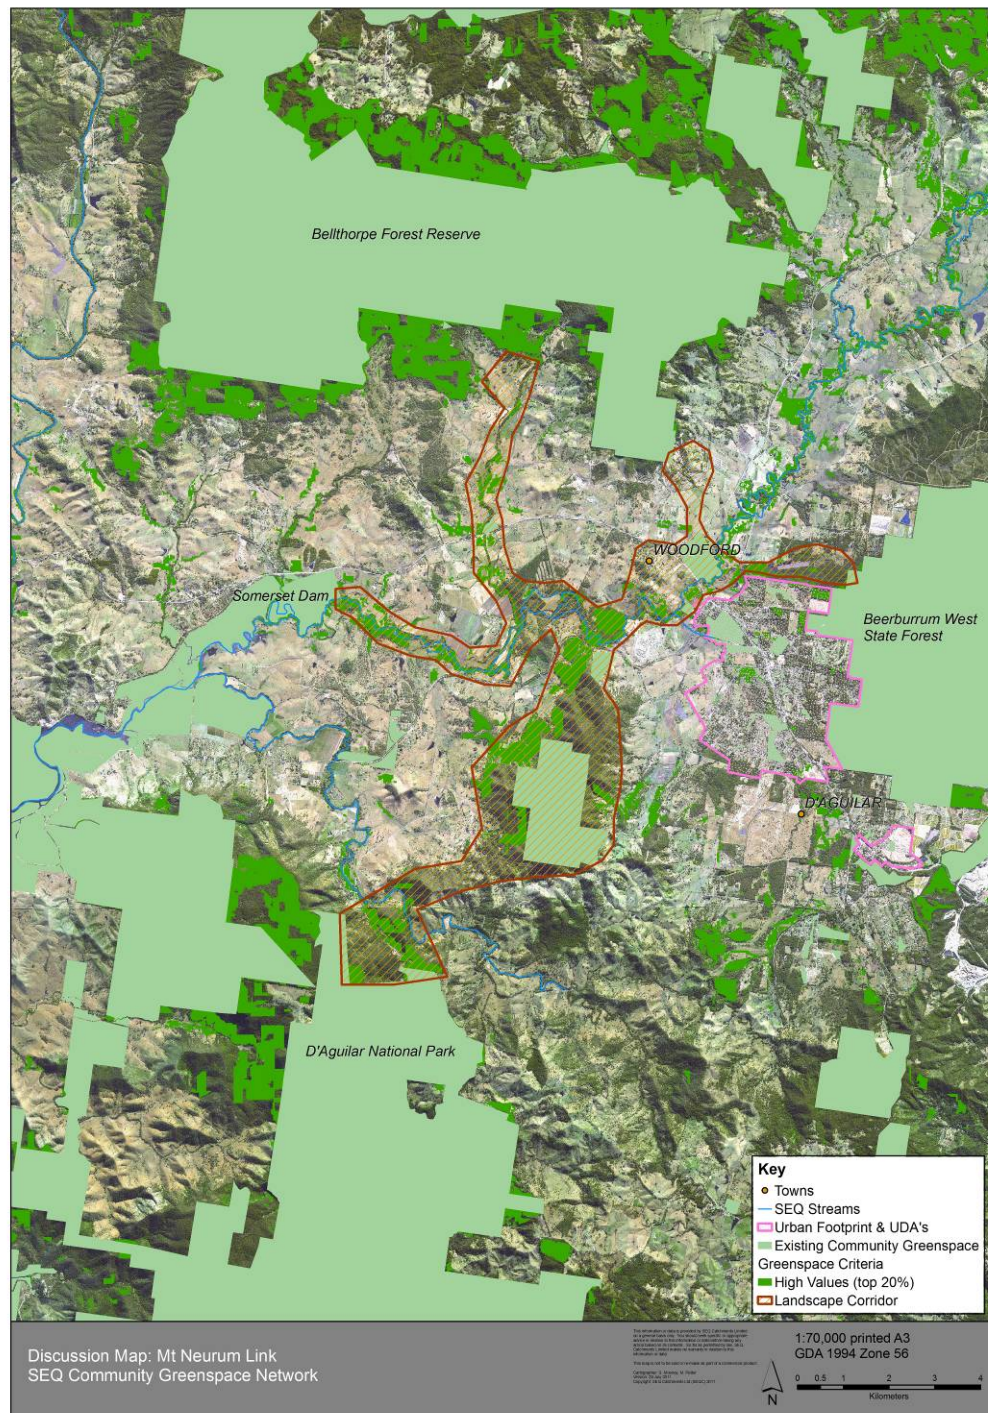 Bellthorpe Forest Reserve
WOODFORD
Somerset Dam
Beerburrum West
State Forest
D'AGUILAR
D'Aguilar National Park
Key
Towns
SEQ Streams
Urban Footprint & UDA's
Existing Community Greenspace
Greenspace Criteria
High Values (top 20%)
Landscape Corridor
Discussion Map: Mt Neurum Link
SEQ Community Greenspace Network
N
1:70,000 printed A3
GDA 1994 Zone 56
0 0.5 1 2 3 4
Kilometers